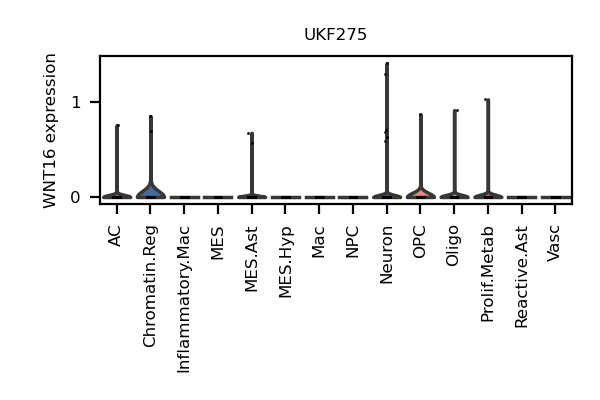 UKF275
WNT16 expression
1
0
AC
Chromatin.Reg
Inflammatory.Mac
MES
MES.Ast
MES.Hyp
Mac
NPC
Neuron
OPC
Oligo
Prolif.Metab
Reactive.Ast
Vasc